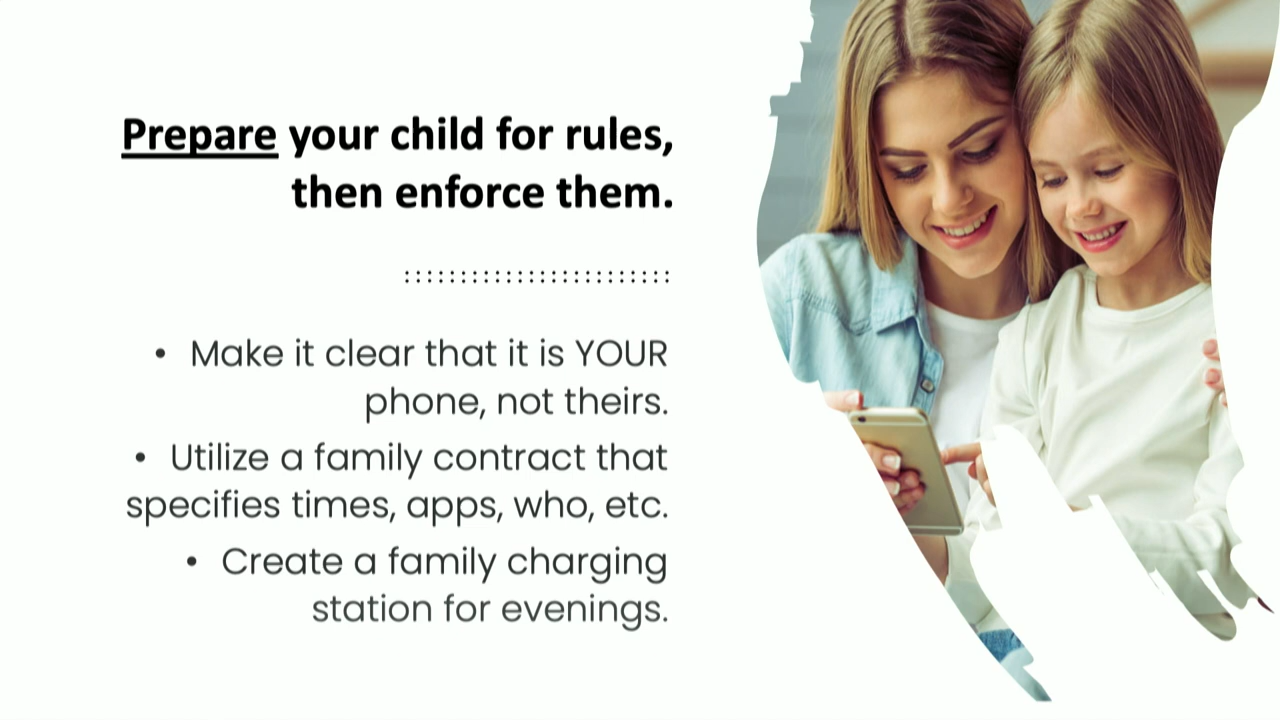 Prepare your child for rules,
then enforce them.
• Make it clear that it is YOUR
phone, not theirs.
• Utilize a family contract that
specifies times, apps, who, etc.
• Create a family charging
station for evenings.